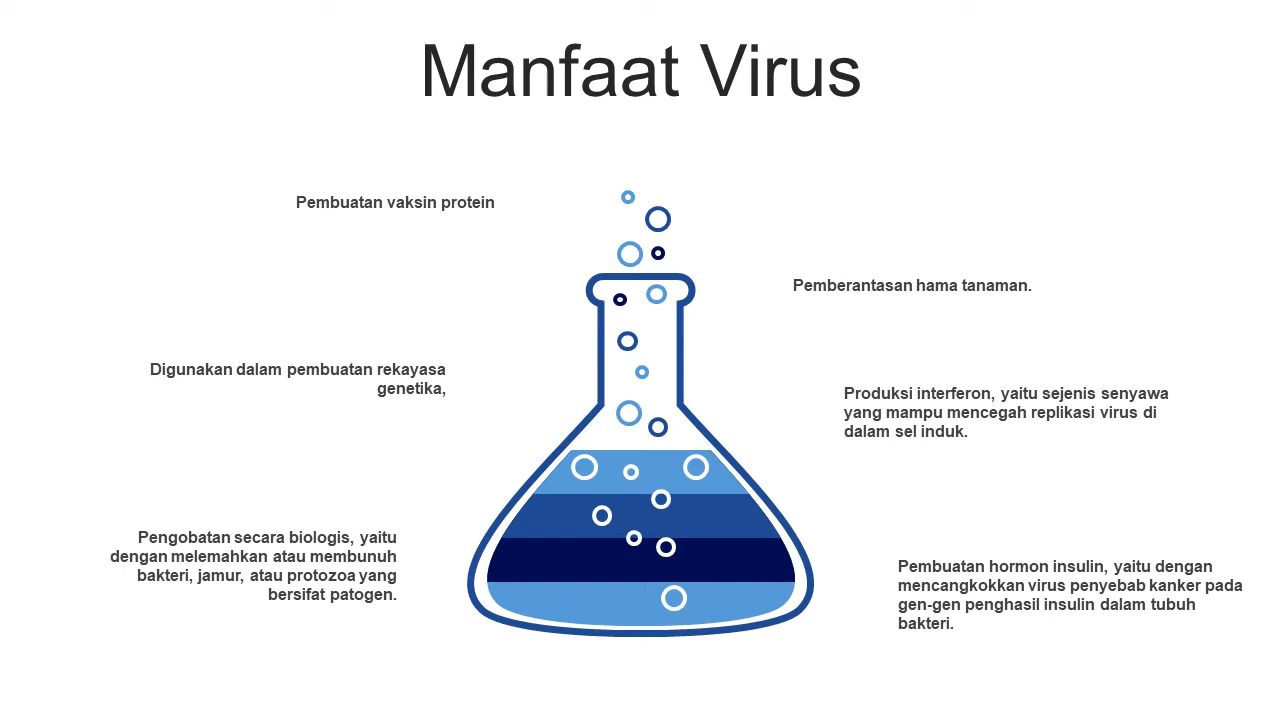 Manfaat Virus
Pembuatan vaksin protein
Pemberantasan hama tanaman.
Digunakan dalam pembuatan rekayasa
genetika,
Produksi interferon, yaitu sejenis senyawa
yang mampu mencegah replikasi virus di
dalam sel induk.
Pengobatan secara biologis, yaitu
dengan melemahkan atau membunuh
bakteri, jamur, atau protozoa yang
bersifat patogen.
Pembuatan hormon insulin, yaitu dengan
mencangkokkan virus penyebab kanker pada
gen-gen penghasil insulin dalam tubuh
bakteri.